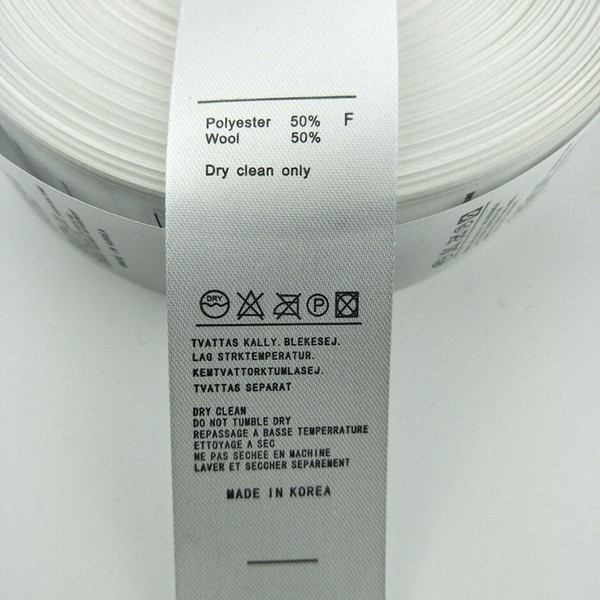 Polyester 50% F
Wool 50%
Dry clean only
DRY P
TVATTAS KALLY. BLEKESEJ.
LAG STRKTEMPERATUR.
KEMTVATTORKTUMLASEJ.
TVATTAS SEPARAT
DRY CLEAN
DO NOT TUMBLE DRY
REPASSAGE A BASSE TEMPERRATURE
ETTOYAGE A SEC
NE PAS SECHEE EN MACHINE
LAVER ET SECCHER SEPAREMENT
MADE IN KOREA